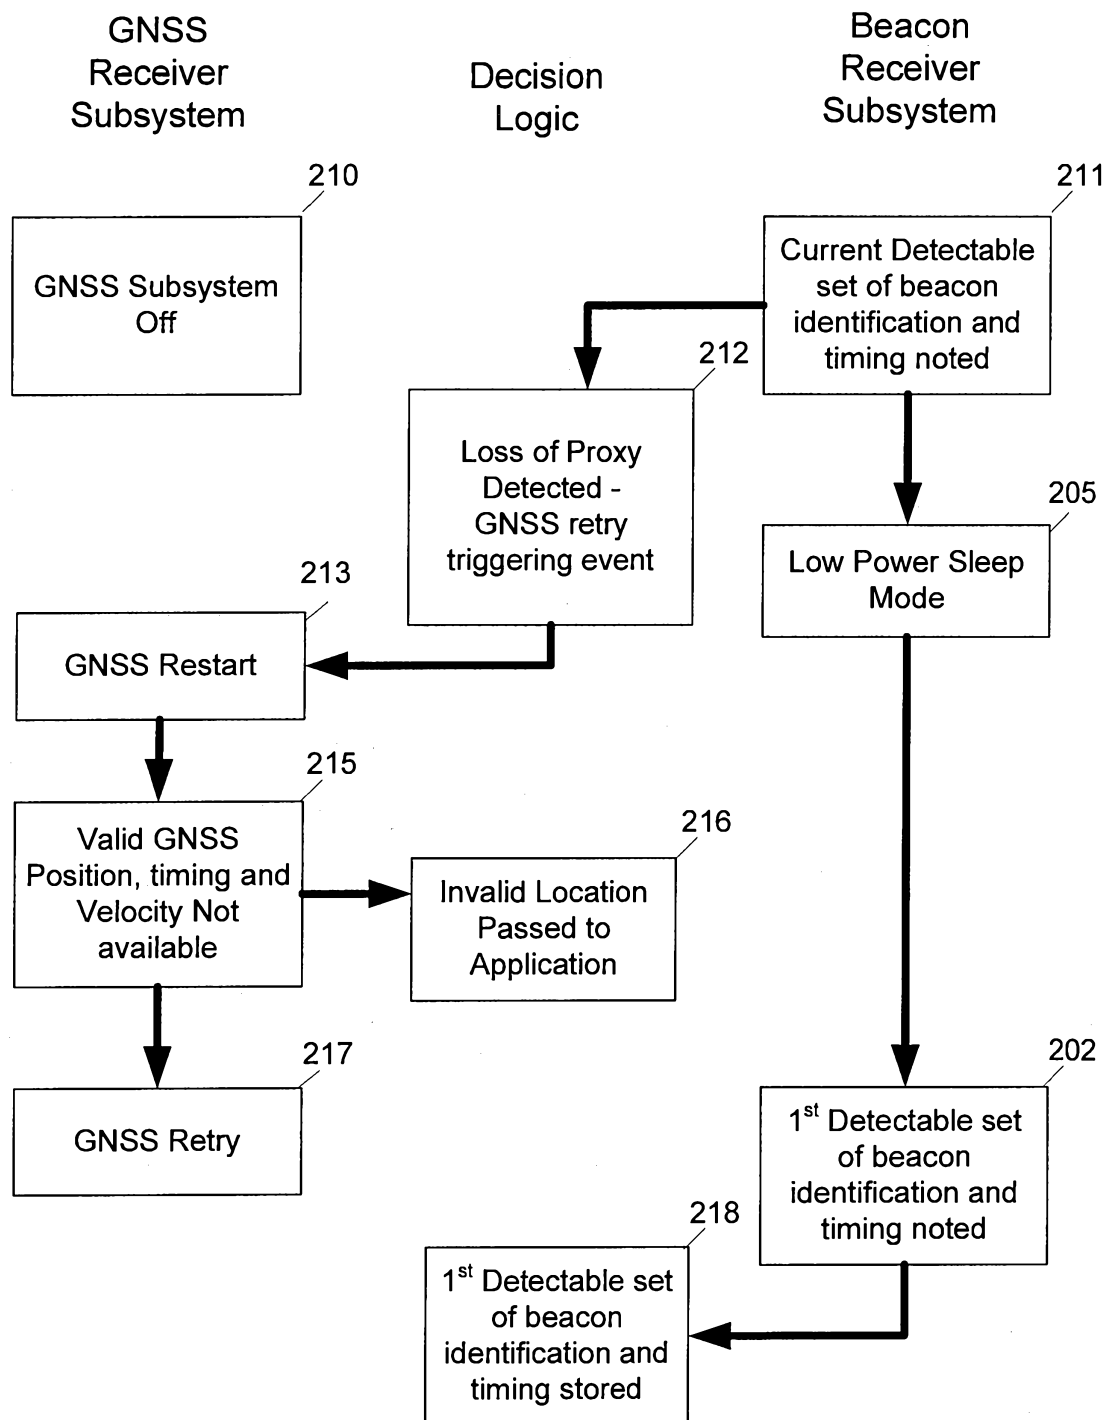 GNSS
Receiver
Subsystem
Decision
Logic
Beacon
Receiver
Subsystem
210
GNSS Subsystem
Off
211
Current Detectable
set of beacon
identification and
timing noted
212
Loss of Proxy
Detected -
GNSS retry
triggering event
205
Low Power Sleep
Mode
213
GNSS Restart
215
Valid GNSS
Position, timing and
Velocity Not
available
216
Invalid Location
Passed to
Application
217
GNSS Retry
202
1st Detectable set
of beacon
identification and
timing noted
218
1st Detectable set
of beacon
identification and
timing stored